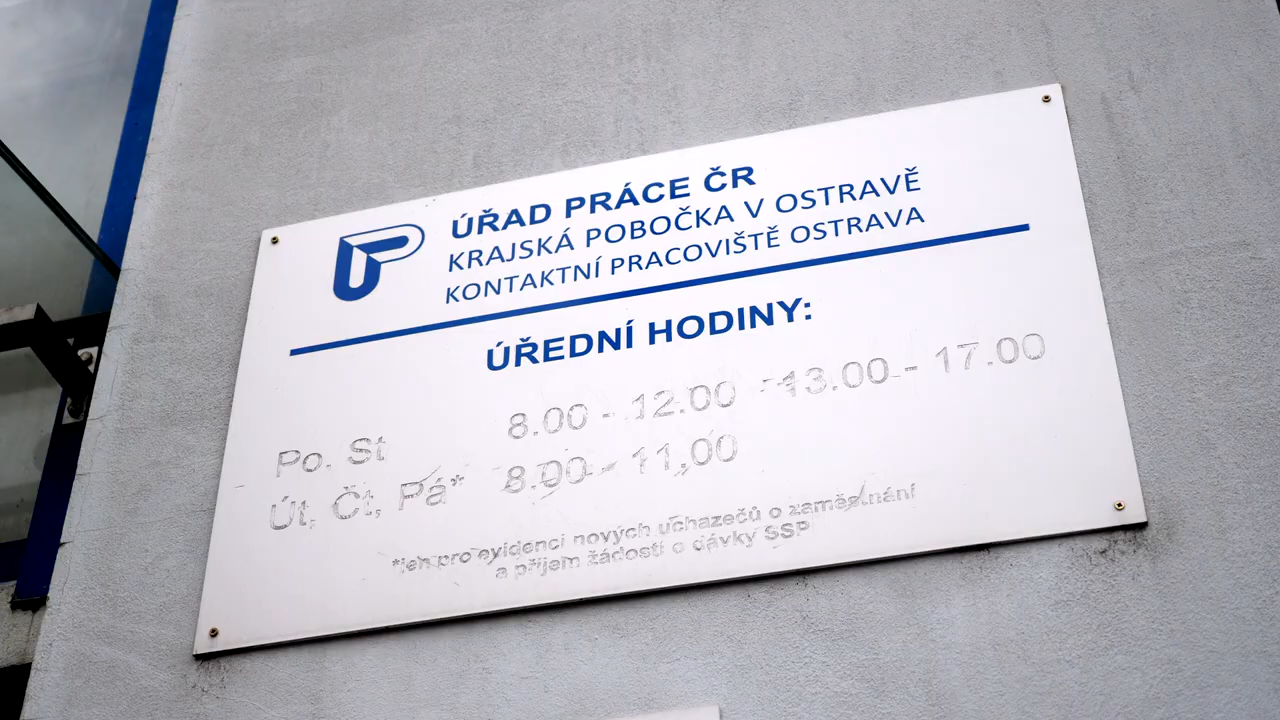 ÚŘAD PRÁCE ČR
KRAJSKÁ POBOČKA V OSTRAVĚ
KONTAKTNÍ PRACOVIŠTĚ OSTRAVA
ÚŘEDNÍ HODINY:
Po. St 8.00 - 12.00 - 13.00 - 17.00
Út, Čt, Pá* 8.00 - 11,00
*jen pro evidenci nových uchazečů o zaměstnání
a příjem žádostí o dávky SSP